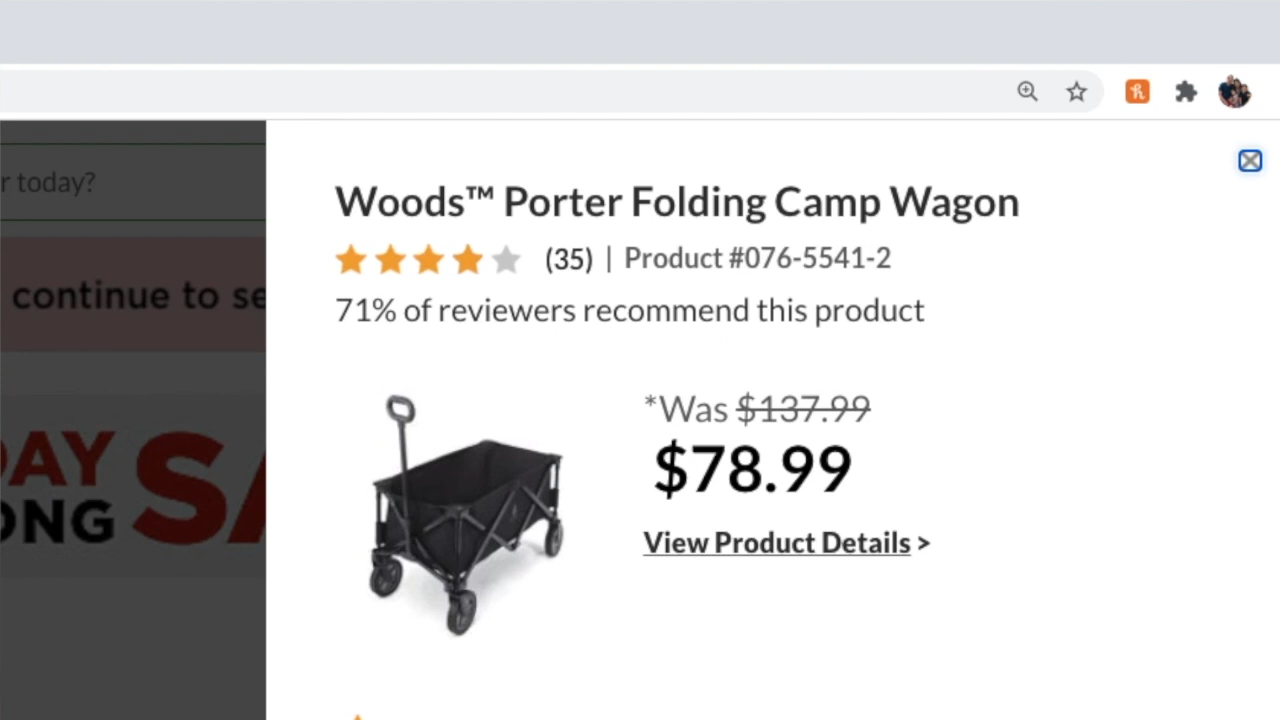 r today?
continue to se
DAY
ONG SA
Woods™ Porter Folding Camp Wagon
(35) | Product #076-5541-2
71% of reviewers recommend this product
*Was $137.99
$78.99
View Product Details >